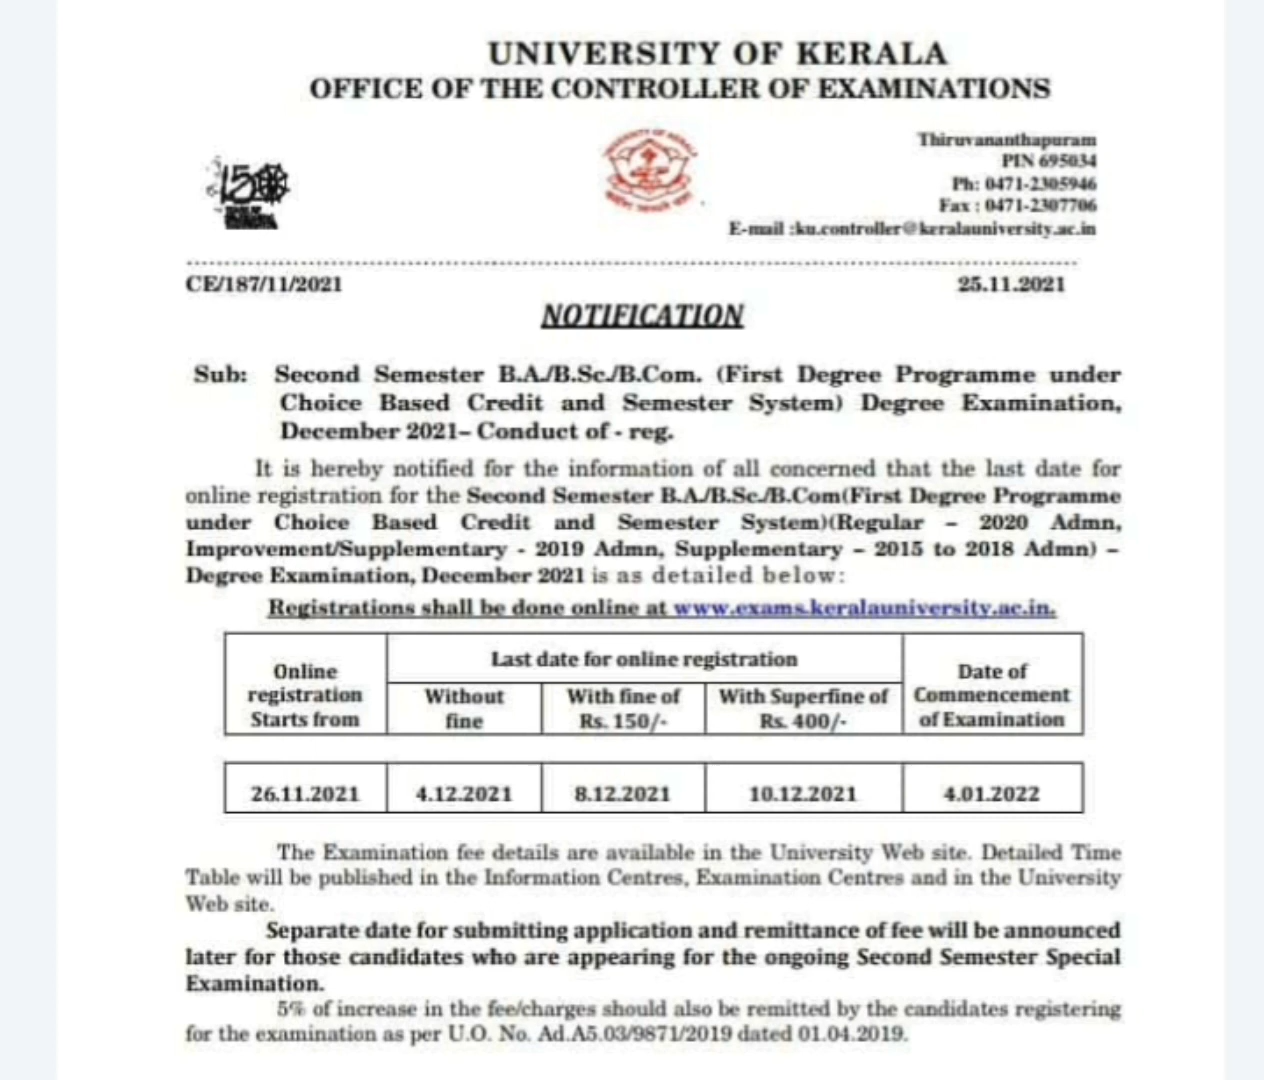 UNIVERSITY OF KERALA
OFFICE OF THE CONTROLLER OF EXAMINATIONS
Thiruvananthapuram
PIN 695034
Ph: 0471-2305946
Fax : 0471-2307706
E-mail :ku.controller@keralauniversity.ac.in
150
UNIVERSITY OF KERALA
CE/187/11/2021 25.11.2021
NOTIFICATION
Sub: Second Semester B.A./B.Sc./B.Com. (First Degree Programme under
Choice Based Credit and Semester System) Degree Examination,
December 2021– Conduct of - reg.
It is hereby notified for the information of all concerned that the last date for
online registration for the Second Semester B.A./B.Sc./B.Com(First Degree Programme
under Choice Based Credit and Semester System)(Regular – 2020 Admn,
Improvement/Supplementary - 2019 Admn, Supplementary – 2015 to 2018 Admn) –
Degree Examination, December 2021 is as detailed below:
Registrations shall be done online at www.exams.keralauniversity.ac.in.
Online registration Starts from
Last date for online registration
Without fine
With fine of Rs. 150/-
With Superfine of Rs. 400/-
Date of Commencement of Examination
26.11.2021 4.12.2021 8.12.2021 10.12.2021 4.01.2022
The Examination fee details are available in the University Web site. Detailed Time
Table will be published in the Information Centres, Examination Centres and in the University
Web site.
Separate date for submitting application and remittance of fee will be announced
later for those candidates who are appearing for the ongoing Second Semester Special
Examination.
5% of increase in the fee/charges should also be remitted by the candidates registering
for the examination as per U.O. No. Ad.A5.03/9871/2019 dated 01.04.2019.